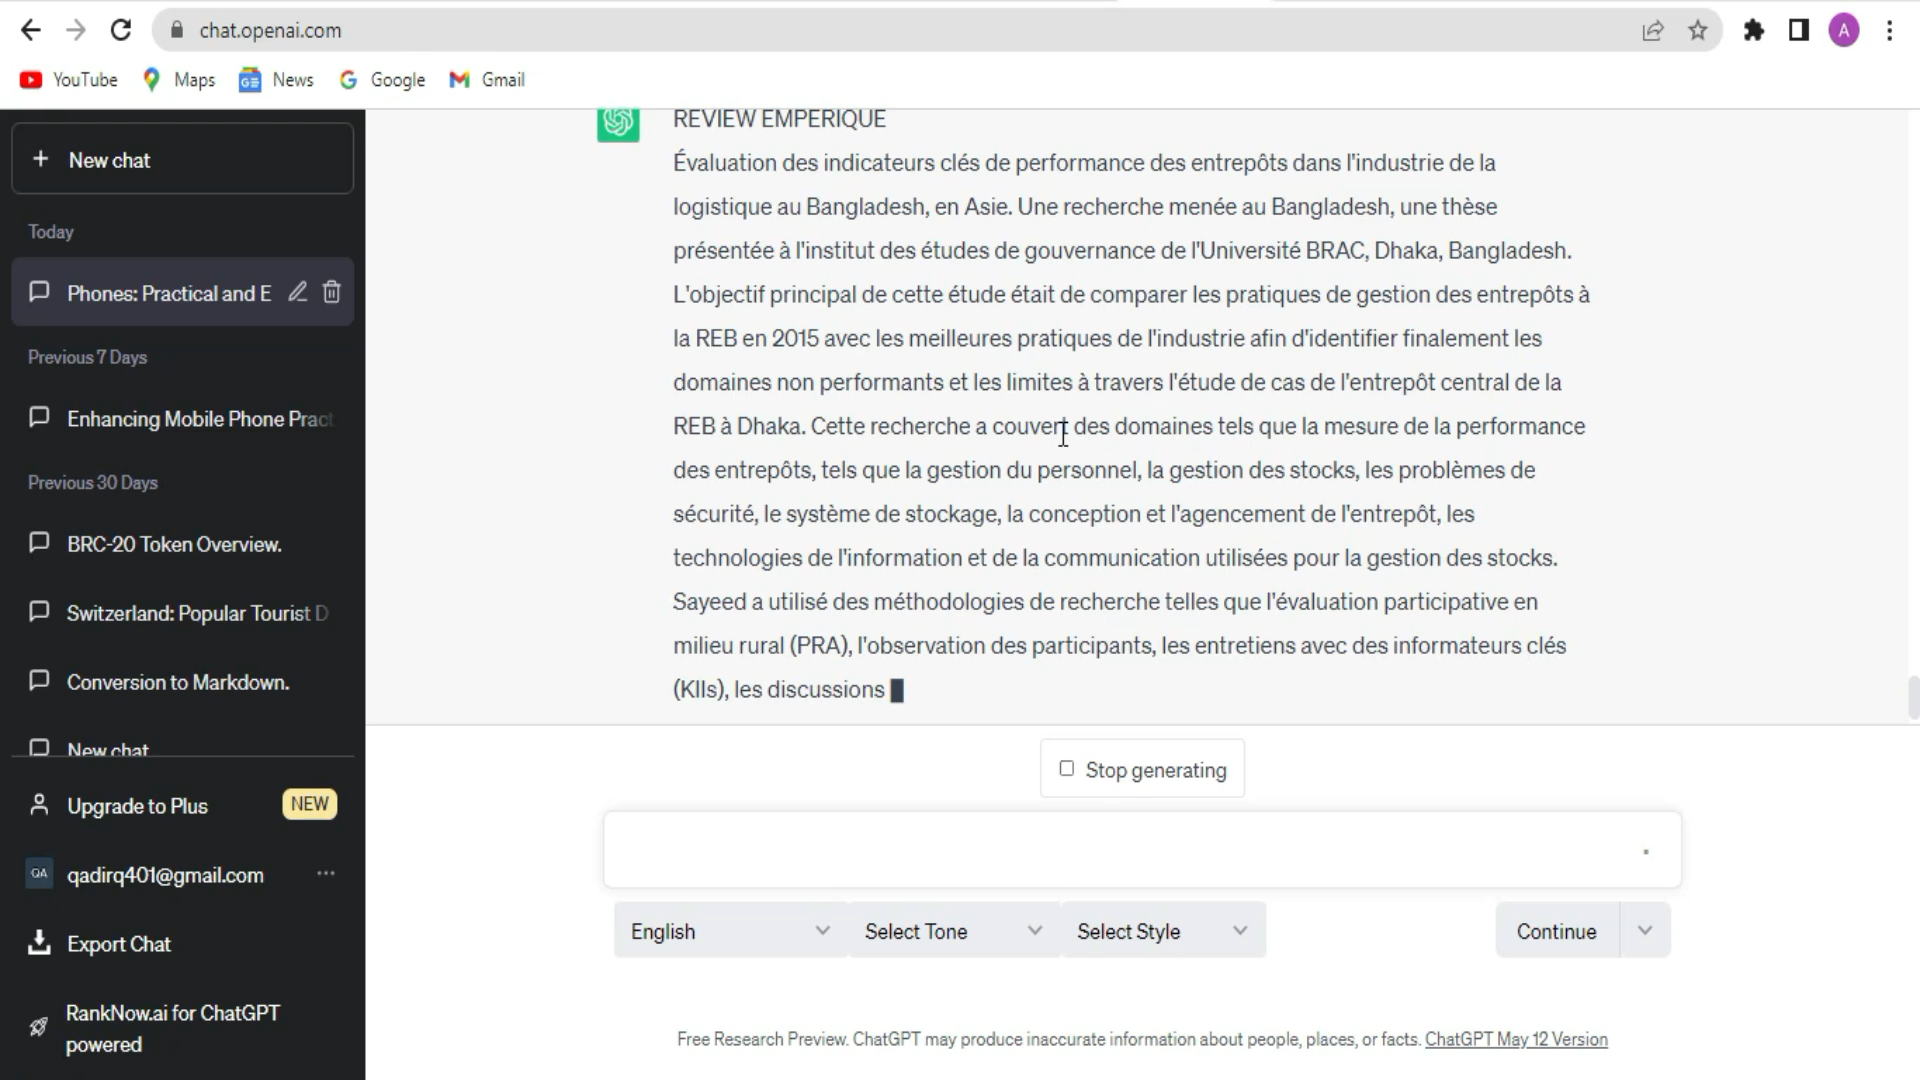 chat.openai.com
YouTube
Maps
News
Google
Gmail
A
New chat
Today
Phones: Practical and E
Previous 7 Days
Enhancing Mobile Phone Pract
Previous 30 Days
BRC-20 Token Overview.
Switzerland: Popular Tourist D
Conversion to Markdown.
New chat
Upgrade to Plus
NEW
QA
qadirq401@gmail.com
Export Chat
RankNow.ai for ChatGPT
powered
REVIEW EMPERIQUE
Évaluation des indicateurs clés de performance des entrepôts dans l'industrie de la
logistique au Bangladesh, en Asie. Une recherche menée au Bangladesh, une thèse
présentée à l'institut des études de gouvernance de l'Université BRAC, Dhaka, Bangladesh.
L'objectif principal de cette étude était de comparer les pratiques de gestion des entrepôts à
la REB en 2015 avec les meilleures pratiques de l'industrie afin d'identifier finalement les
domaines non performants et les limites à travers l'étude de cas de l'entrepôt central de la
REB à Dhaka. Cette recherche a couvert des domaines tels que la mesure de la performance
des entrepôts, tels que la gestion du personnel, la gestion des stocks, les problèmes de
sécurité, le système de stockage, la conception et l'agencement de l'entrepôt, les
technologies de l'information et de la communication utilisées pour la gestion des stocks.
Sayeed a utilisé des méthodologies de recherche telles que l'évaluation participative en
milieu rural (PRA), l'observation des participants, les entretiens avec des informateurs clés
(KIIs), les discussions
Stop generating
English
Select Tone
Select Style
Continue
Free Research Preview. ChatGPT may produce inaccurate information about people, places, or facts. ChatGPT May 12 Version